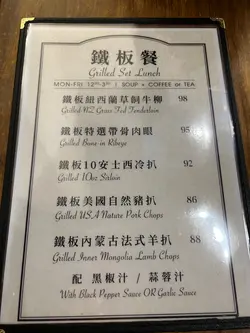 鐵板餐
Grilled Set Lunch
MON-FRI 12⁰⁰-3⁰⁰ | SOUP + COFFEE or TEA
鐵板紐西蘭草飼牛柳 98
Grilled NZ Grass Fed Tenderloin
鐵板特選帶骨肉眼 95
Grilled Bone-in Ribeye
鐵板10安士西冷扒 92
Grilled 10oz Sirloin
鐵板美國自然豬扒 86
Grilled USA Nature Pork Chops
鐵板內蒙古法式羊扒 88
Grilled Inner Mongolia Lamb Chops
配 黑椒汁 / 蒜蓉汁
With Black Pepper Sauce OR Garlic Sauce